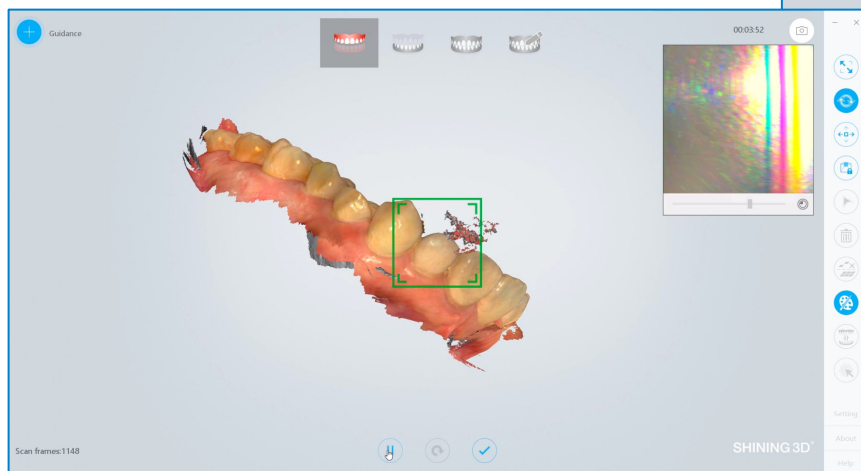 Guidance
00:03:52
Setting
About
Help
Scan frames:1148
SHINING 3D